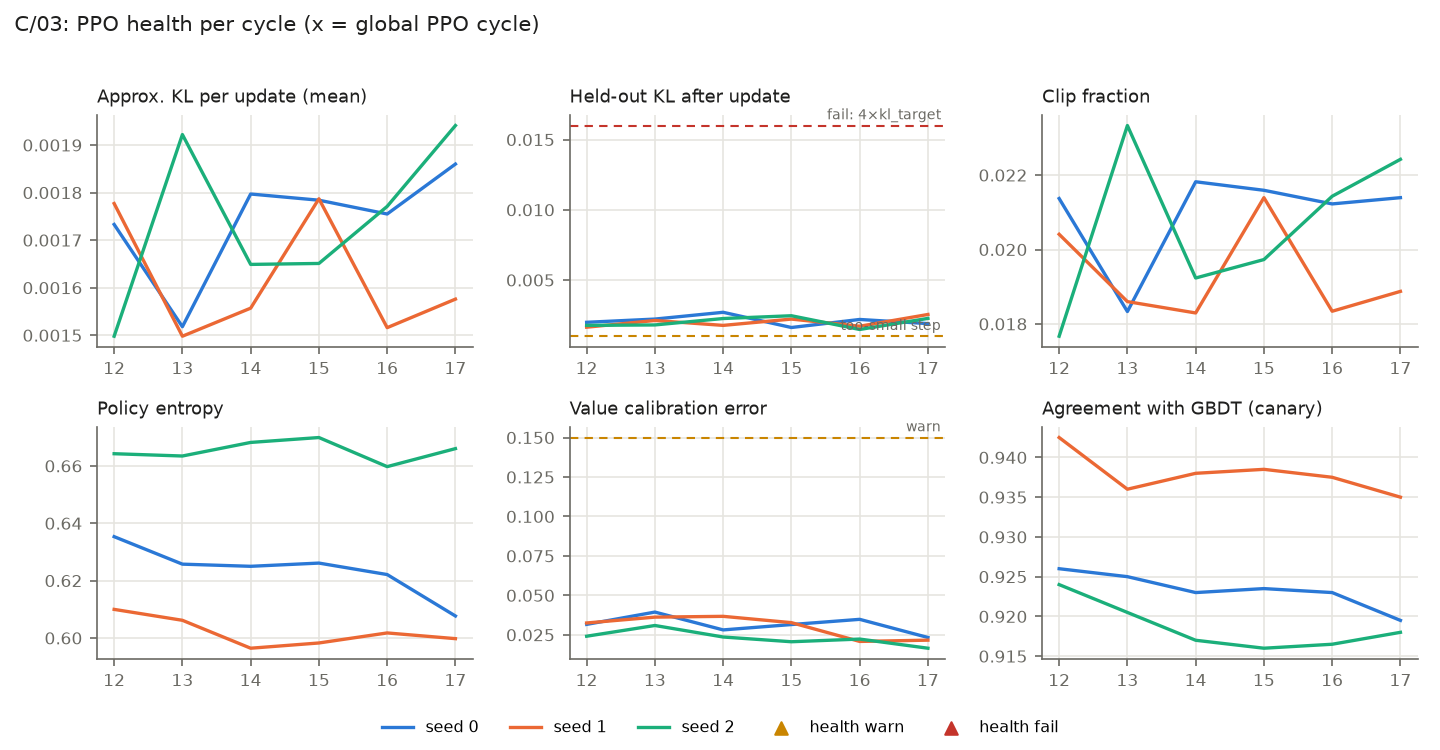 C/03: PPO health per cycle (x = global PPO cycle)
Approx. KL per update (mean)
0.0019
0.0018
0.0017
0.0016
0.0015
12 13 14 15 16 17
Held-out KL after update
fail: 4×kl_target
0.015
0.010
0.005
too small step
12 13 14 15 16 17
Clip fraction
0.022
0.020
0.018
12 13 14 15 16 17
Policy entropy
0.66
0.64
0.62
0.60
12 13 14 15 16 17
Value calibration error
warn
0.150
0.125
0.100
0.075
0.050
0.025
12 13 14 15 16 17
Agreement with GBDT (canary)
0.940
0.935
0.930
0.925
0.920
0.915
12 13 14 15 16 17
seed 0 seed 1 seed 2 health warn health fail